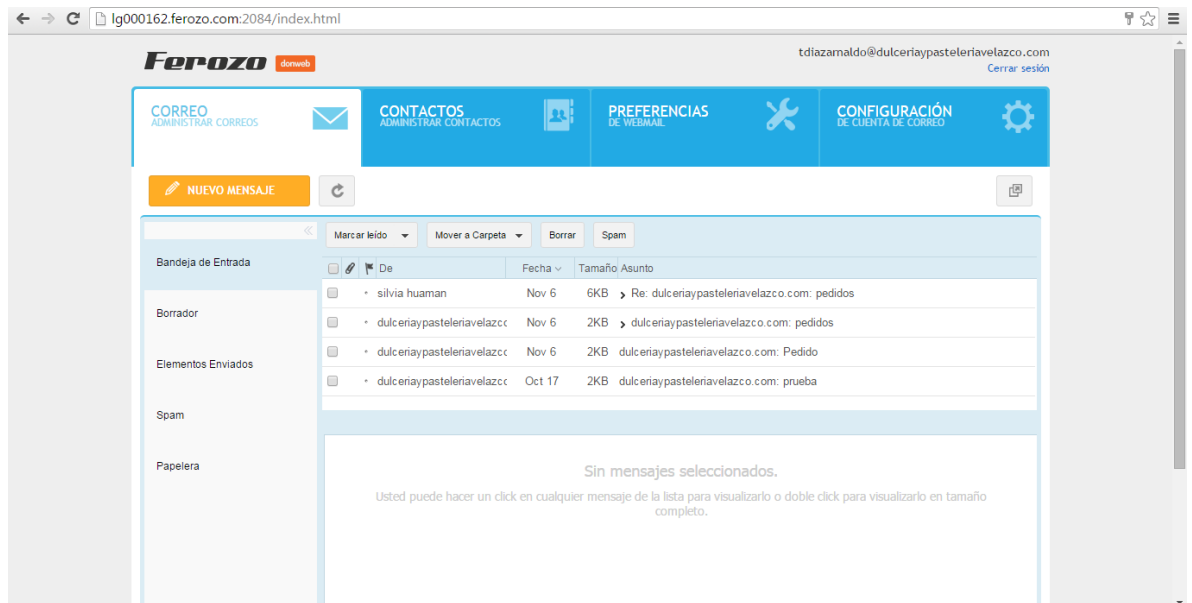 lg000162.ferozo.com:2084/index.html
Ferozo donweb
tdiazarnaldo@dulceriaypasteleriavelazco.com
Cerrar sesión
CORREO
ADMINISTRAR CORREOS
CONTACTOS
ADMINISTRAR CONTACTOS
PREFERENCIAS
DE WEBMAIL
CONFIGURACIÓN
DE CUENTA DE CORREO
NUEVO MENSAJE
Marcar leído Mover a Carpeta Borrar Spam
Bandeja de Entrada
Borrador
Elementos Enviados
Spam
Papelera
De Fecha Tamaño Asunto
silvia huaman Nov 6 6KB Re: dulceriaypasteleriavelazco.com: pedidos
dulceriaypasteleriavelazc Nov 6 2KB dulceriaypasteleriavelazco.com: pedidos
dulceriaypasteleriavelazc Nov 6 2KB dulceriaypasteleriavelazco.com: Pedido
dulceriaypasteleriavelazc Oct 17 2KB dulceriaypasteleriavelazco.com: prueba
Sin mensajes seleccionados.
Usted puede hacer un click en cualquier mensaje de la lista para visualizarlo o doble click para visualizarlo en tamaño
completo.